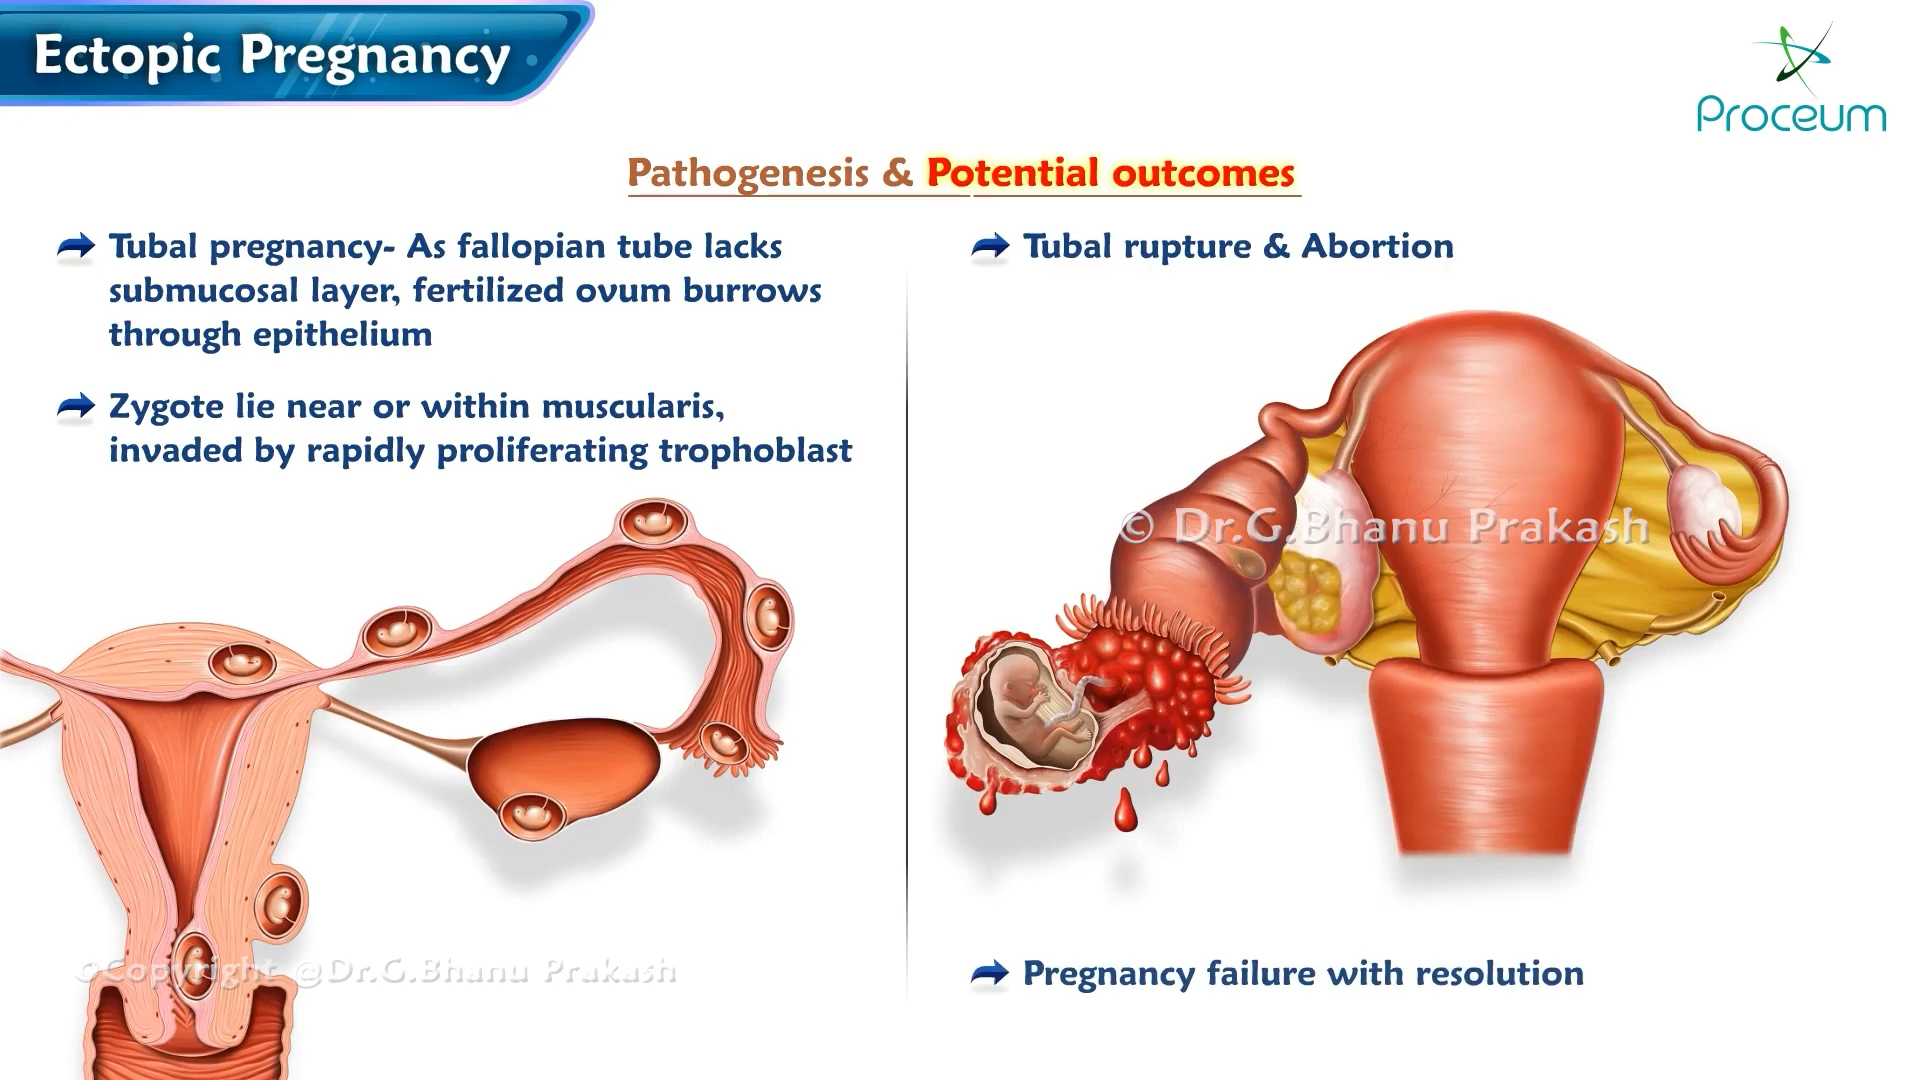 Ectopic Pregnancy
Proceum
Pathogenesis & Potential outcomes
Tubal pregnancy- As fallopian tube lacks
submucosal layer, fertilized ovum burrows
through epithelium
Zygote lie near or within muscularis,
invaded by rapidly proliferating trophoblast
©Copyright @Dr.G.Bhanu Prakash
Tubal rupture & Abortion
© Dr.G.Bhanu Prakash
Pregnancy failure with resolution